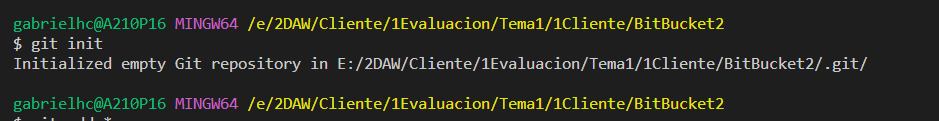 gabrielhc@A210P16 MINGW64 /e/2DAW/Cliente/1Evaluacion/Tema1/1Cliente/BitBucket2
$ git init
Initialized empty Git repository in E:/2DAW/Cliente/1Evaluacion/Tema1/1Cliente/BitBucket2/.git/
gabrielhc@A210P16 MINGW64 /e/2DAW/Cliente/1Evaluacion/Tema1/1Cliente/BitBucket2